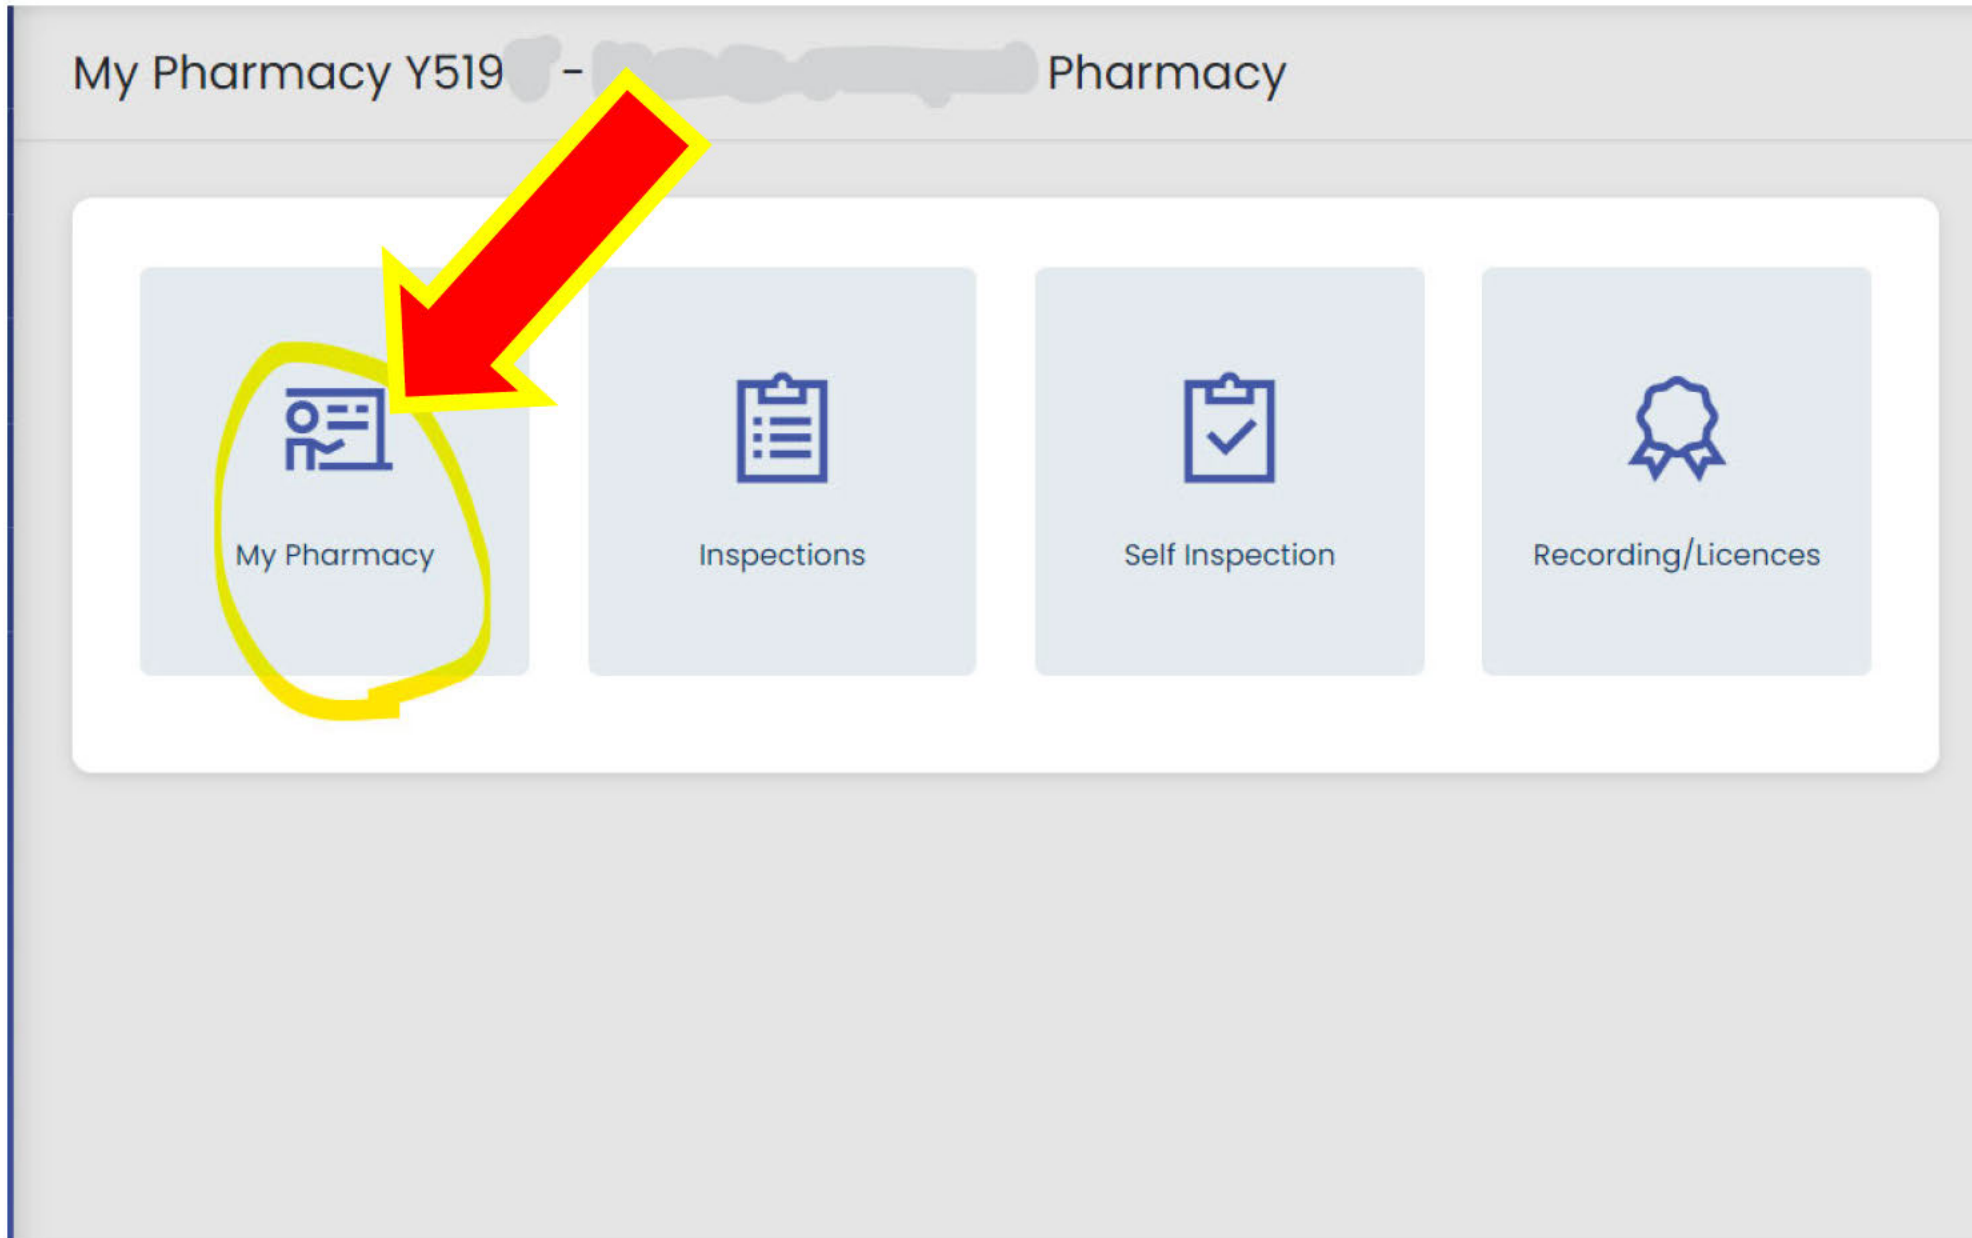 My Pharmacy Y519 - Pharmacy
My Pharmacy
Inspections
Self Inspection
Recording/Licences